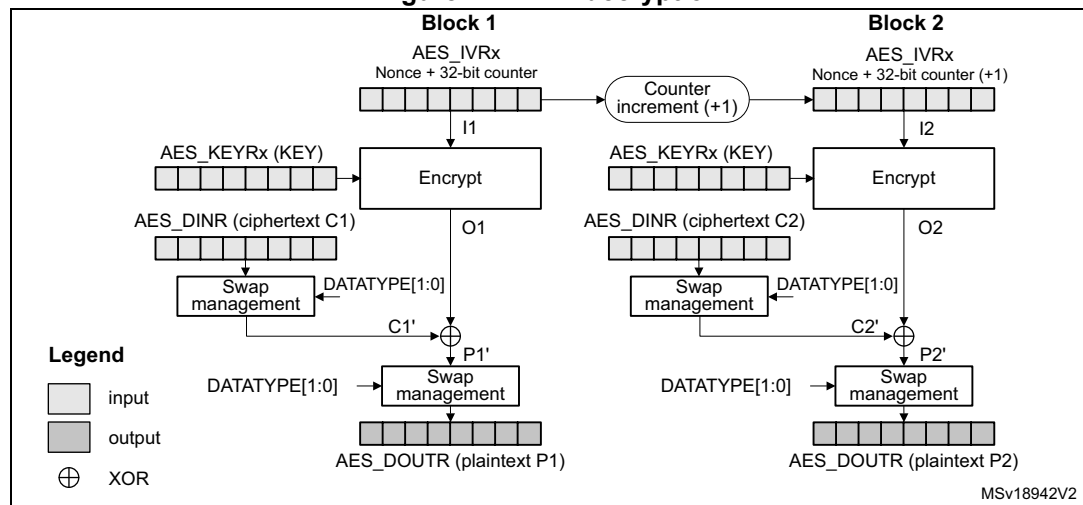 Block 1
Block 2
AES_IVRx
Nonce + 32-bit counter
Counter
increment (+1)
AES_IVRx
Nonce + 32-bit counter (+1)
I1
I2
AES_KEYRx (KEY)
Encrypt
AES_KEYRx (KEY)
Encrypt
AES_DINR (ciphertext C1)
O1
AES_DINR (ciphertext C2)
O2
Swap
management
DATATYPE[1:0]
Swap
management
DATATYPE[1:0]
C1'
C2'
P1'
P2'
Legend
input
output
XOR
DATATYPE[1:0]
Swap
management
DATATYPE[1:0]
Swap
management
AES_DOUTR (plaintext P1)
AES_DOUTR (plaintext P2)
MSv18942V2